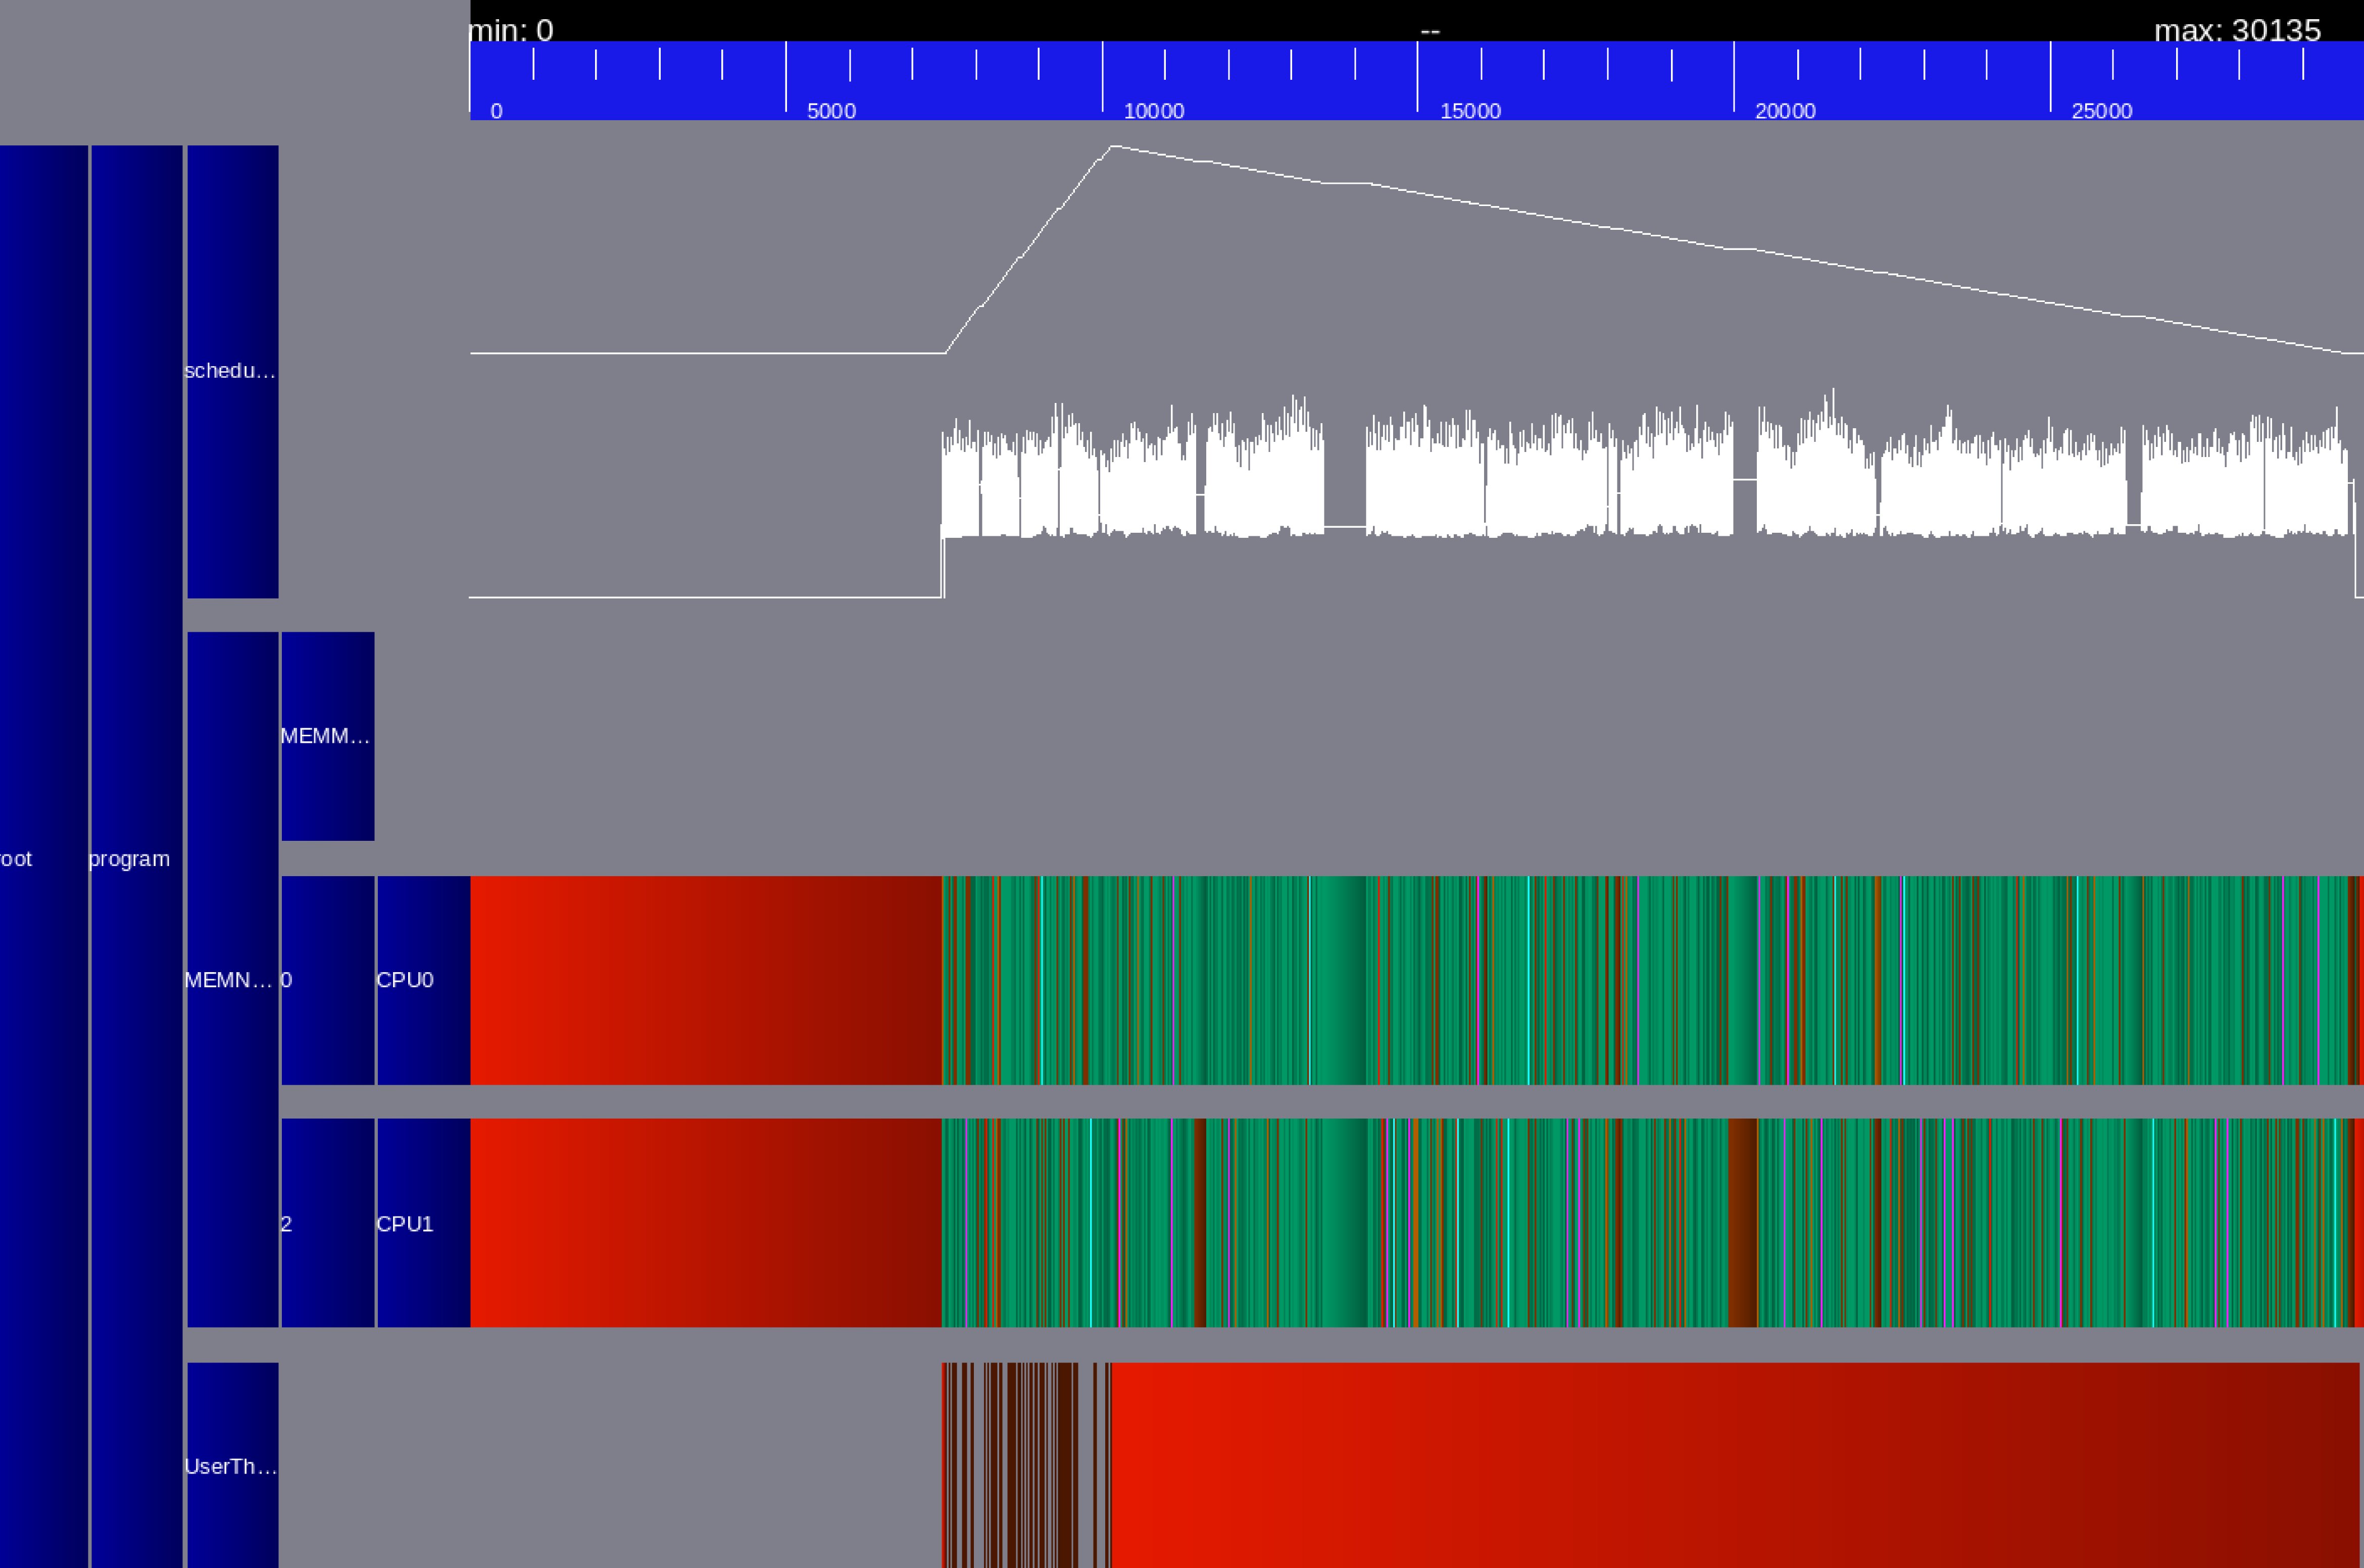 min: 0 -- max: 30135
0 5000 10000 15000 20000 25000
schedu...
MEMM...
oot program
MEMN... 0 CPU0
2 CPU1
UserTh...